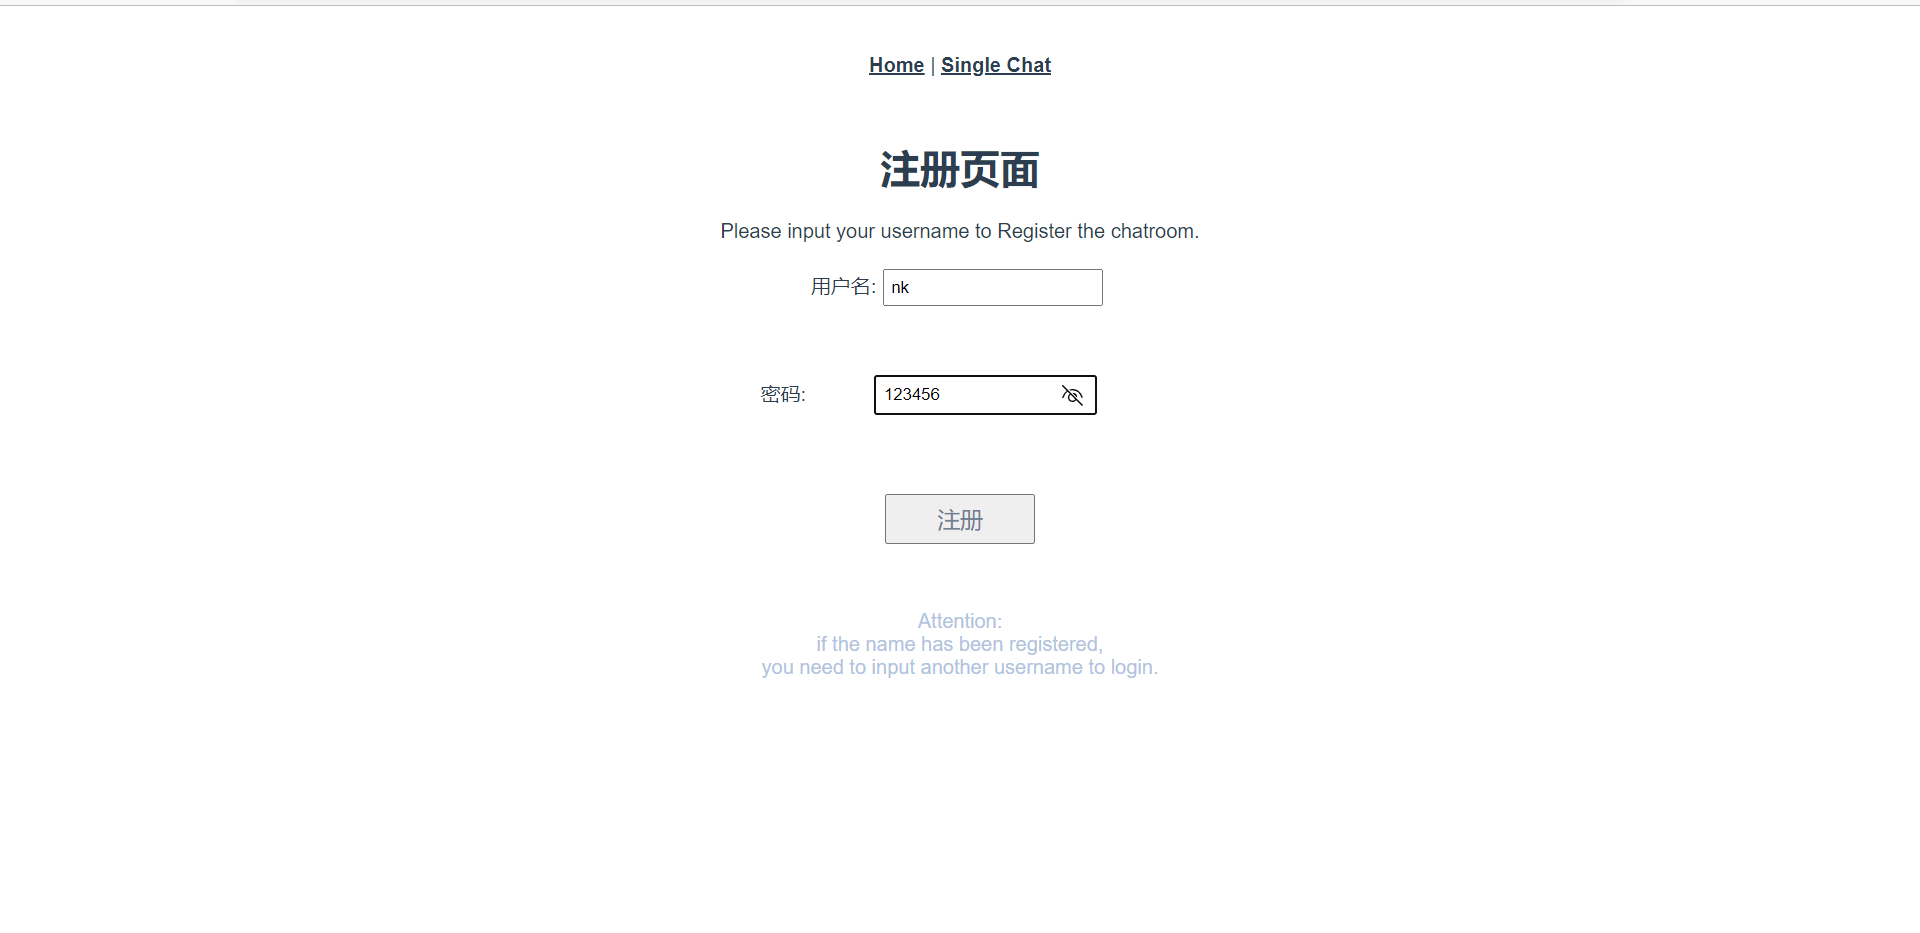 Home | Single Chat
注册页面
Please input your username to Register the chatroom.
用户名: nk
密码: 123456
注册
Attention:
if the name has been registered,
you need to input another username to login.